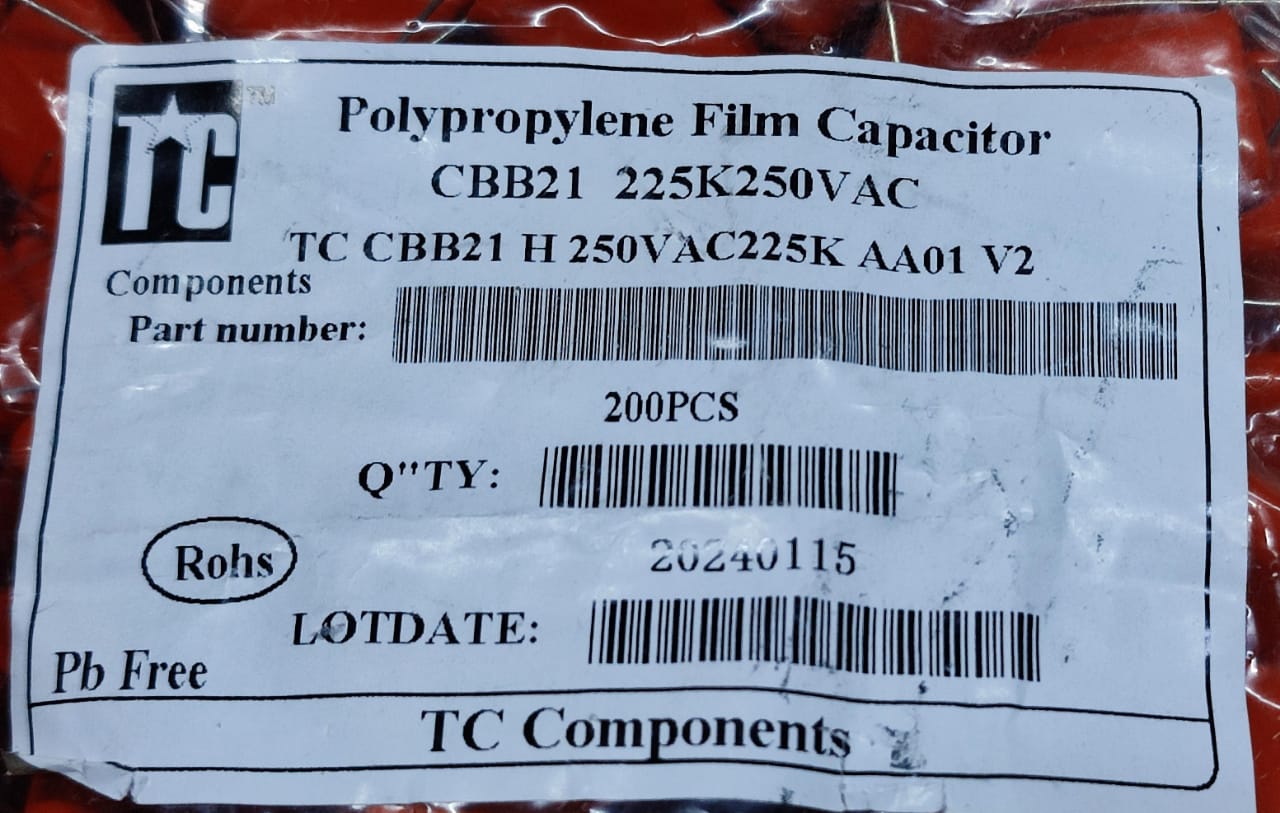 TC TM
Polypropylene Film Capacitor
CBB21 225K250VAC
TC CBB21 H 250VAC225K AA01 V2
Components
Part number:
200PCS
Q"TY:
Rohs
20240115
LOTDATE:
Pb Free
TC Components